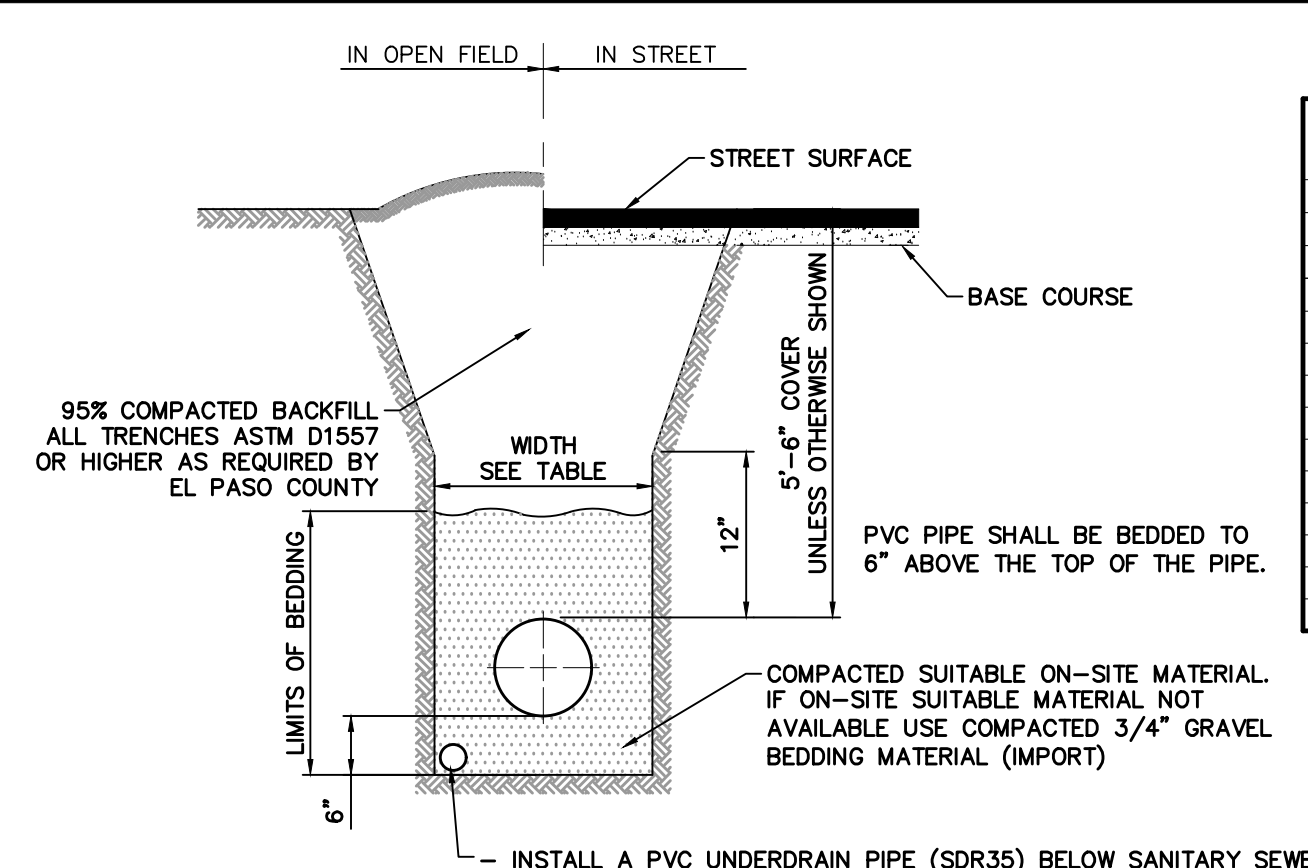 IN OPEN FIELD
IN STREET
STREET SURFACE
BASE COURSE
5'-6" COVER
UNLESS OTHERWISE SHOWN
95% COMPACTED BACKFILL
ALL TRENCHES ASTM D1557
OR HIGHER AS REQUIRED BY
EL PASO COUNTY
WIDTH
SEE TABLE
12"
PVC PIPE SHALL BE BEDDED TO
6" ABOVE THE TOP OF THE PIPE.
LIMITS OF BEDDING
COMPACTED SUITABLE ON-SITE MATERIAL.
IF ON-SITE SUITABLE MATERIAL NOT
AVAILABLE USE COMPACTED 3/4" GRAVEL
BEDDING MATERIAL (IMPORT)
6"
- INSTALL A PVC UNDERDRAIN PIPE (SDR35) BELOW SANITARY